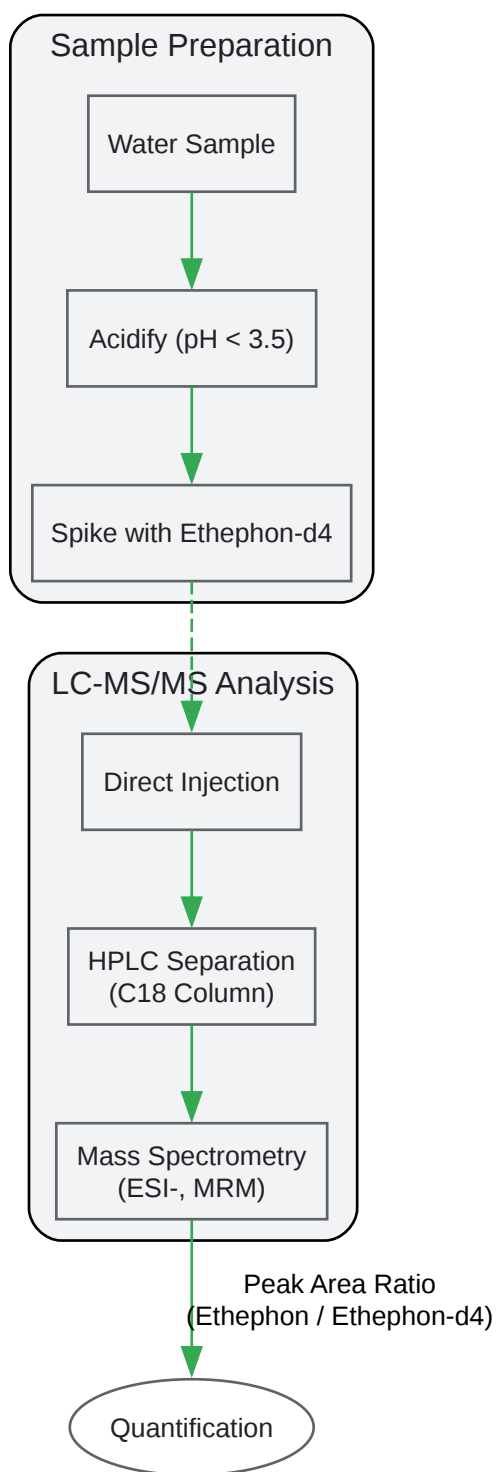 Sample Preparation
Water Sample
Acidify (pH < 3.5)
Spike with Ethephon-d4
LC-MS/MS Analysis
Direct Injection
HPLC Separation
(C18 Column)
Mass Spectrometry
(ESI-, MRM)
Peak Area Ratio
(Ethephon / Ethephon-d4)
Quantification